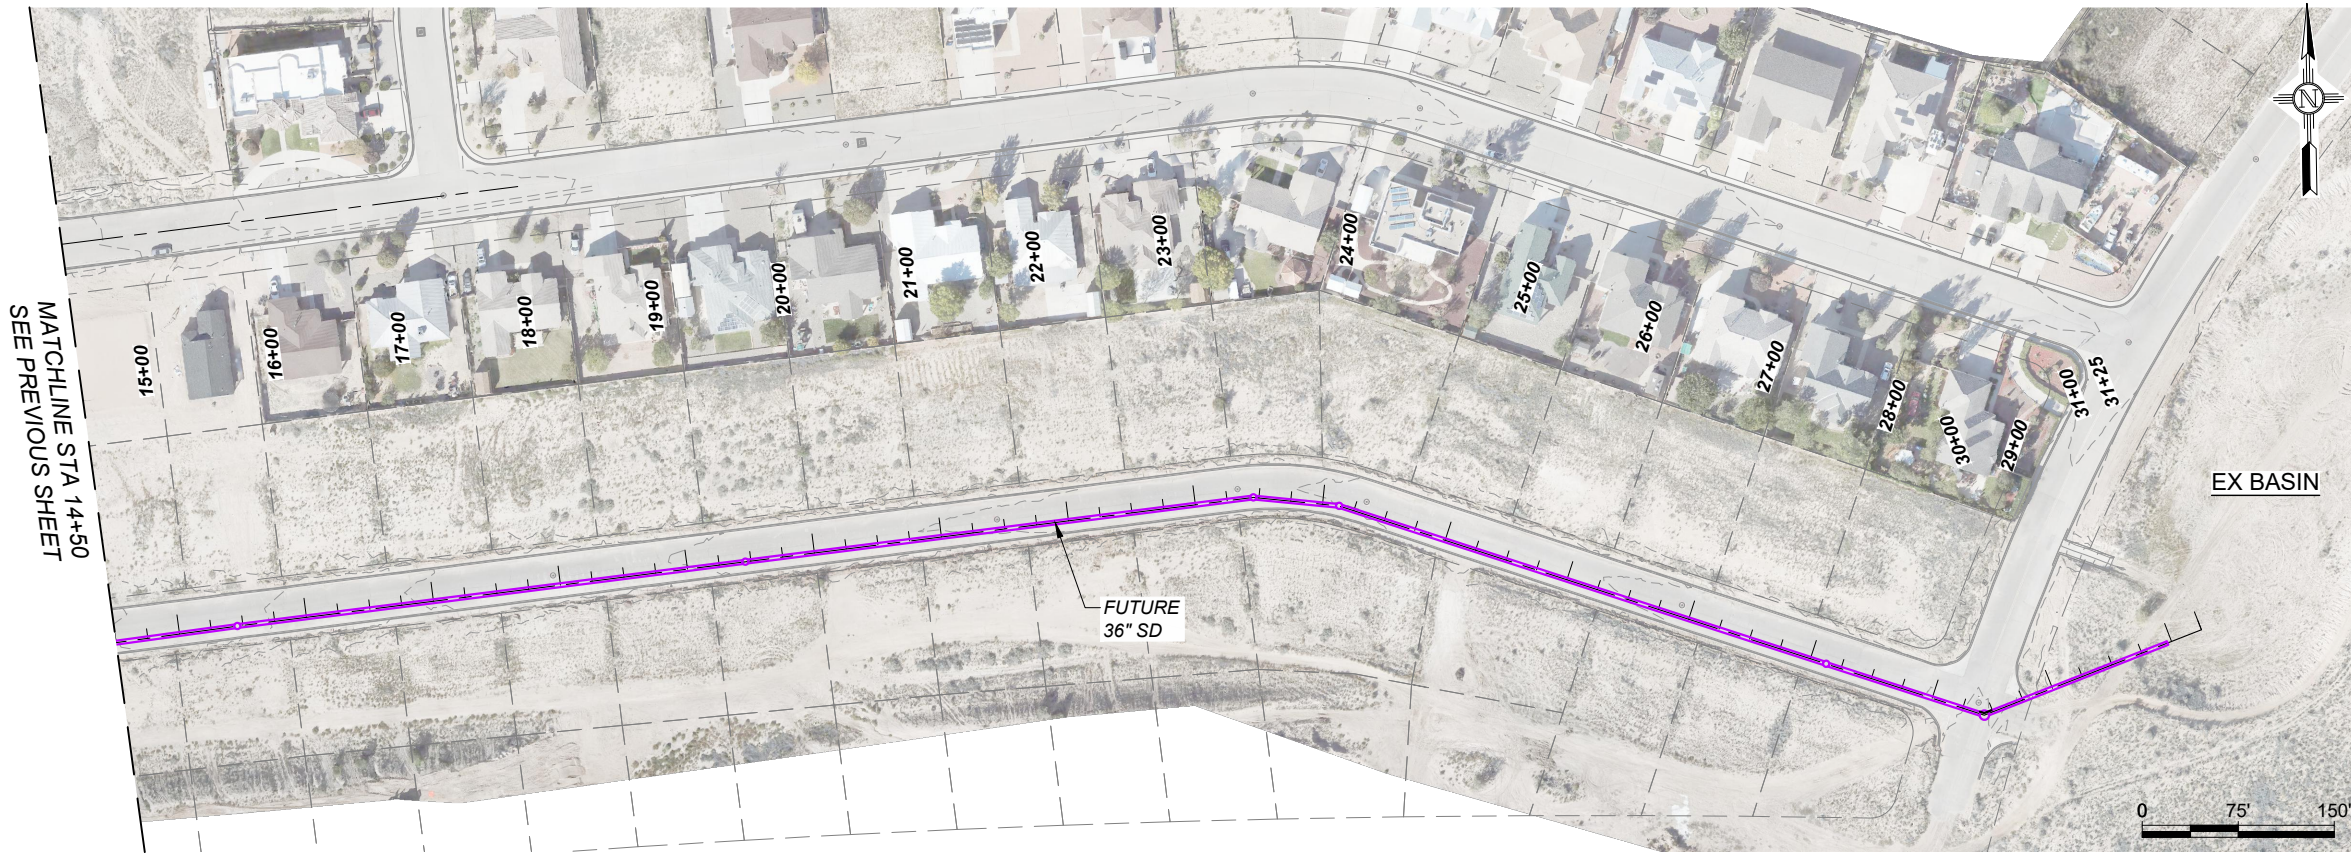 MATCHLINE STA 14+50
SEE PREVIOUS SHEET
15+00
16+00
17+00
18+00
19+00
20+00
21+00
22+00
23+00
24+00
25+00
26+00
27+00
28+00
30+00
29+00
31+00
31+25
N
EX BASIN
FUTURE
36" SD
0 75' 150'